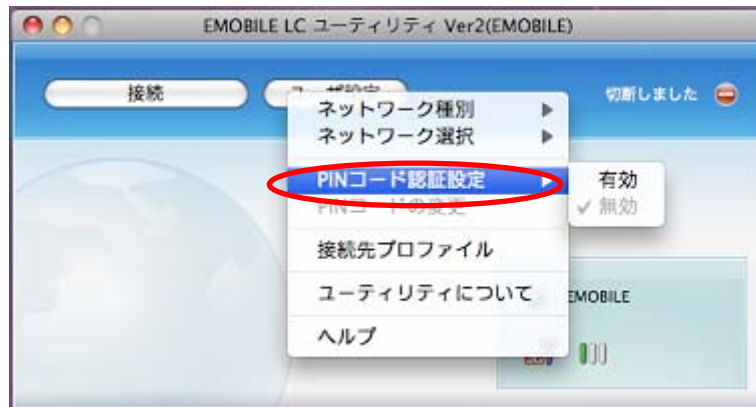 EMOBILE LC ユーティリティ Ver2(EMOBILE)
接続
切断しました
ネットワーク種別
ネットワーク選択
PINコード認証設定
有効
PINコードの変更
無効
接続先プロファイル
ユーティリティについて
EMOBILE
ヘルプ